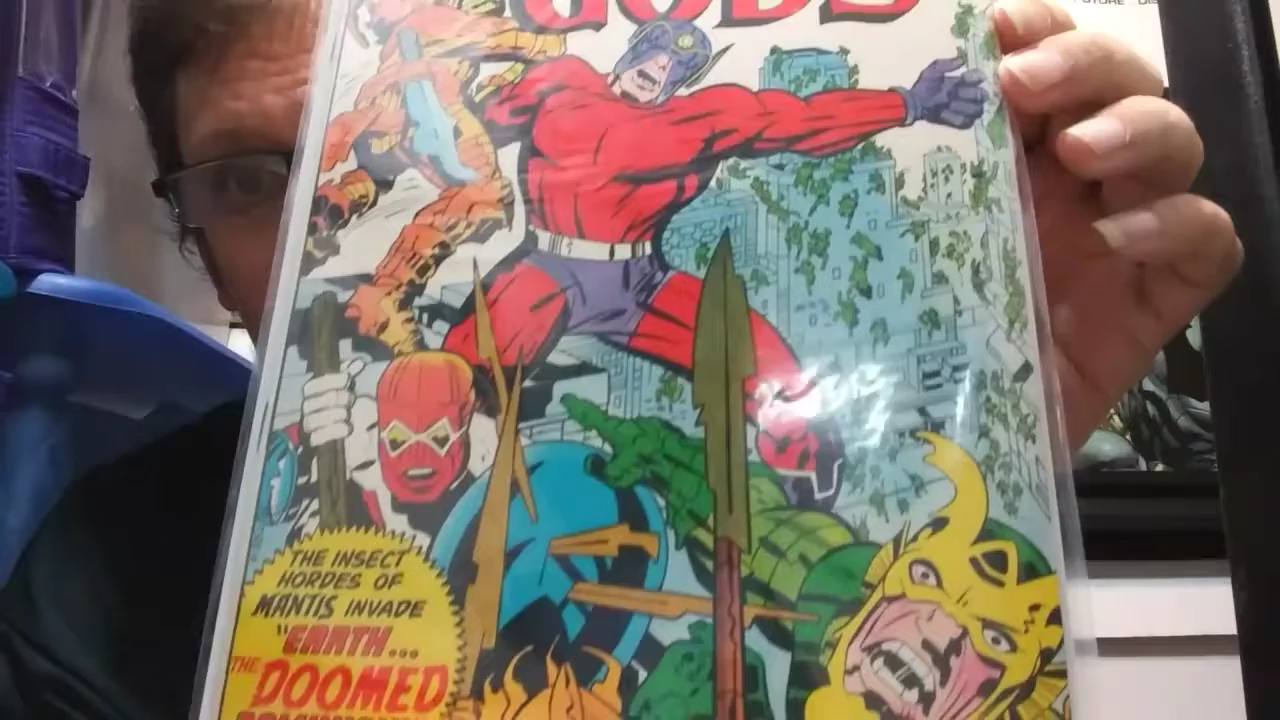 GODS
THE INSECT
HORDES OF
MANTIS INVADE
"EARTH...
THE DOOMED